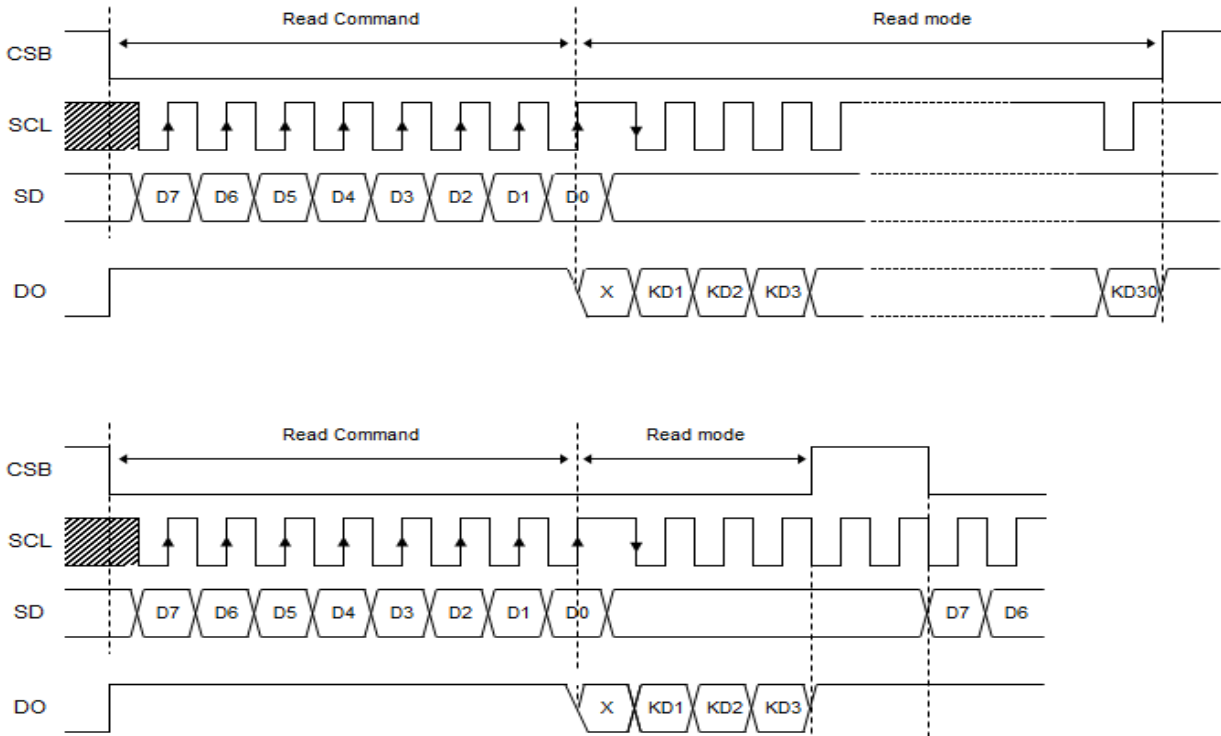 Read Command Read mode
CSB
SCL
SD D7 D6 D5 D4 D3 D2 D1 D0
DO X KD1 KD2 KD3 KD30
Read Command Read mode
CSB
SCL
SD D7 D6 D5 D4 D3 D2 D1 D0 D7 D6
DO X KD1 KD2 KD3